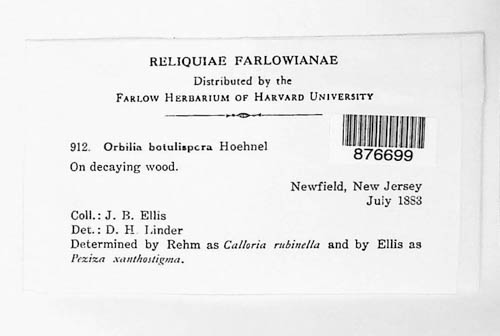 RELIQUIAE FARLOWIANAE
Distributed by the
FARLOW HERBARIUM OF HARVARD UNIVERSITY
912. Orbilia botulispora Hoehnel
On decaying wood.
876699
Newfield, New Jersey
July 1883
Coll.: J. B. Ellis
Det.: D. H. Linder
Determined by Rehm as Calloria rubinella and by Ellis as
Peziza xanthostigma.